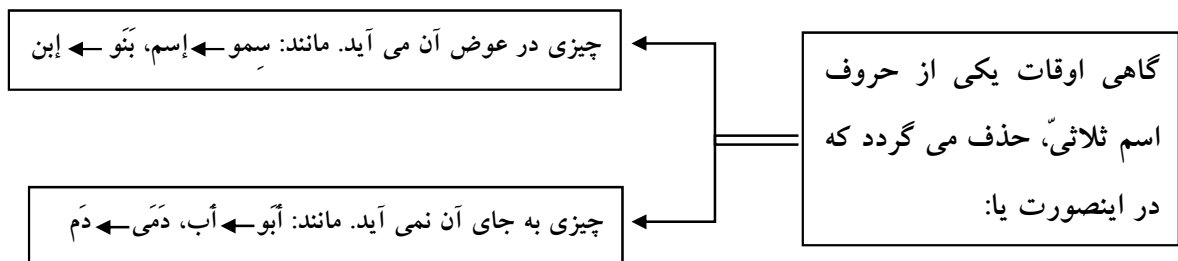 گاهی اوقات یکی از حروف
اسم ثلاثیّ، حذف می گردد که
در اینصورت یا:
چیزی در عوض آن می آید. مانند: سِمو ← إسم، بَنَو ← إبن
چیزی به جای آن نمی آید. مانند: أبَو ← أب، دَمَی ← دَم